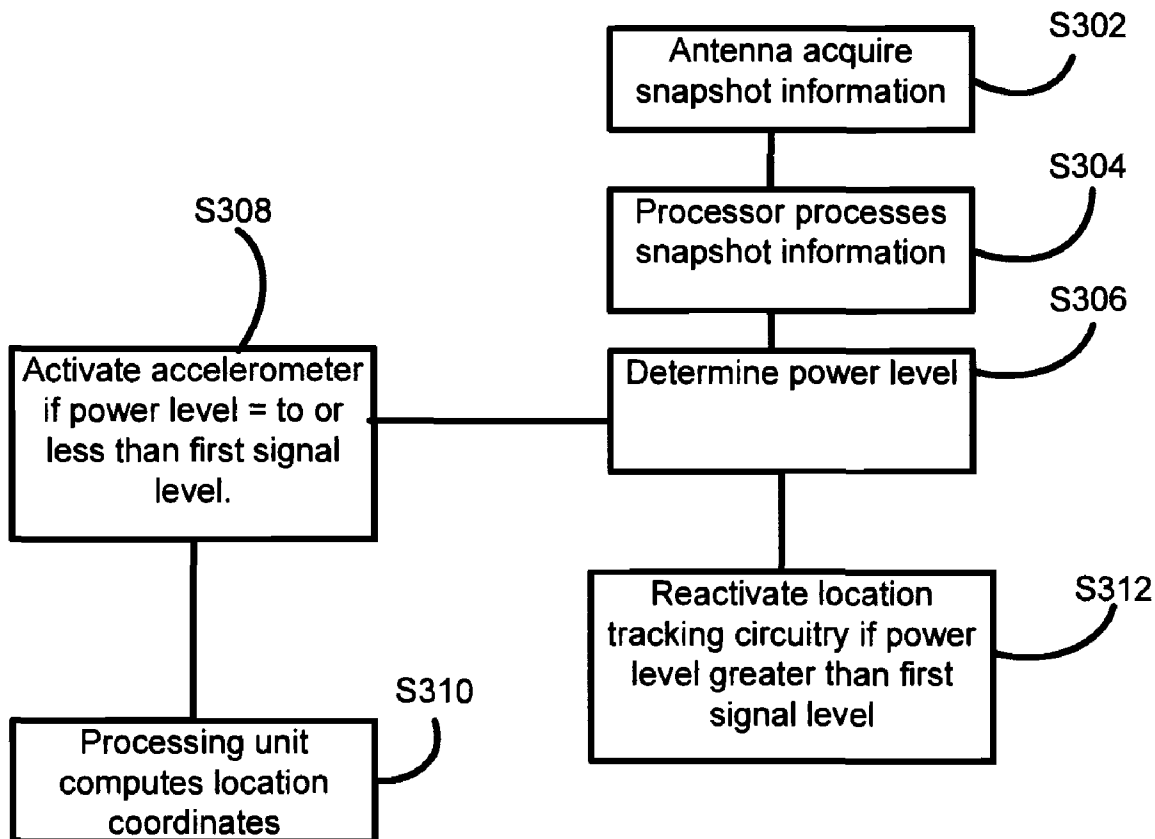 S302
Antenna acquire
snapshot information
S304
Processor processes
snapshot information
S306
Determine power level
S308
Activate accelerometer
if power level = to or
less than first signal
level.
S310
Processing unit
computes location
coordinates
S312
Reactivate location
tracking circuitry if power
level greater than first
signal level